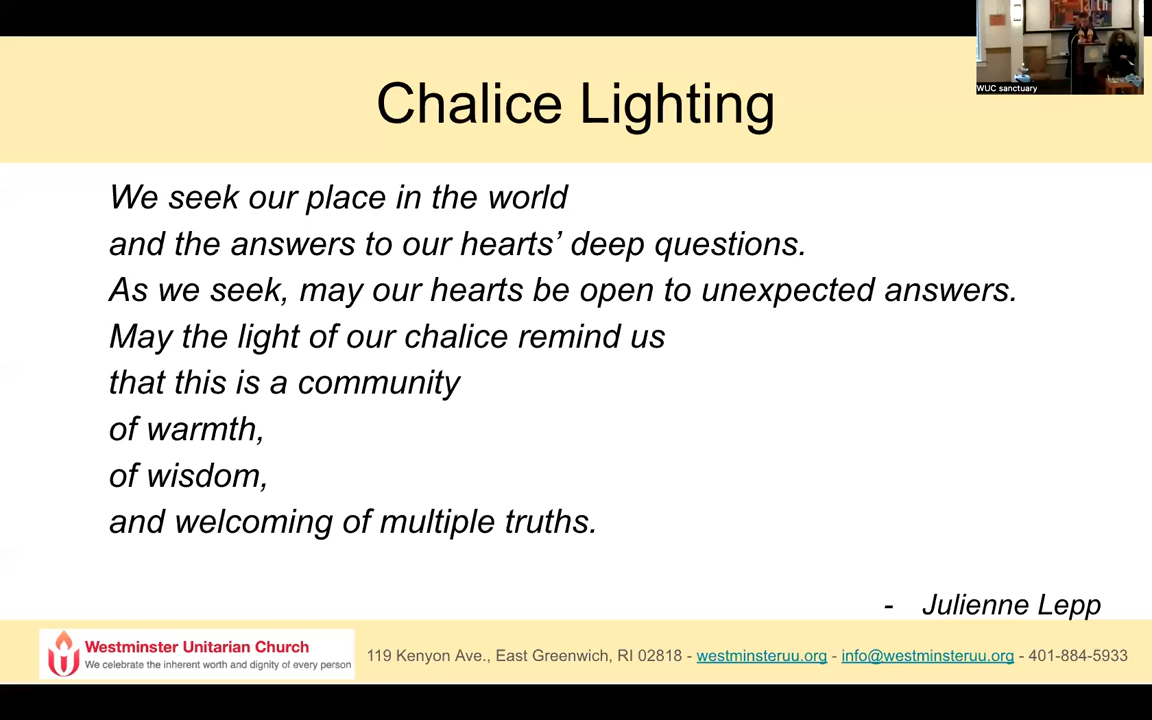 faith
WUC sanctuary
Chalice Lighting
We seek our place in the world
and the answers to our hearts’ deep questions.
As we seek, may our hearts be open to unexpected answers.
May the light of our chalice remind us
that this is a community
of warmth,
of wisdom,
and welcoming of multiple truths.
- Julienne Lepp
Westminster Unitarian Church
We celebrate the inherent worth and dignity of every person
119 Kenyon Ave., East Greenwich, RI 02818 - westminsteruu.org - info@westminsteruu.org - 401-884-5933